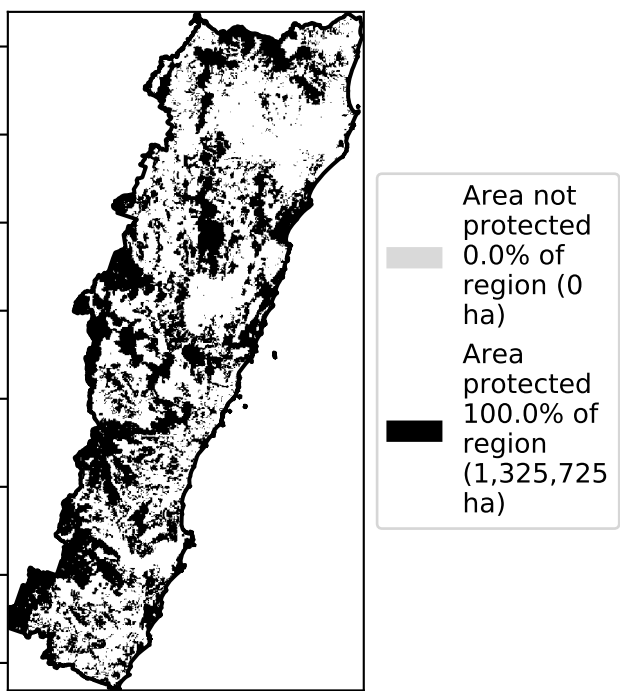 Area not
protected
0.0% of
region (0
ha)
Area
protected
100.0% of
region
(1,325,725
ha)